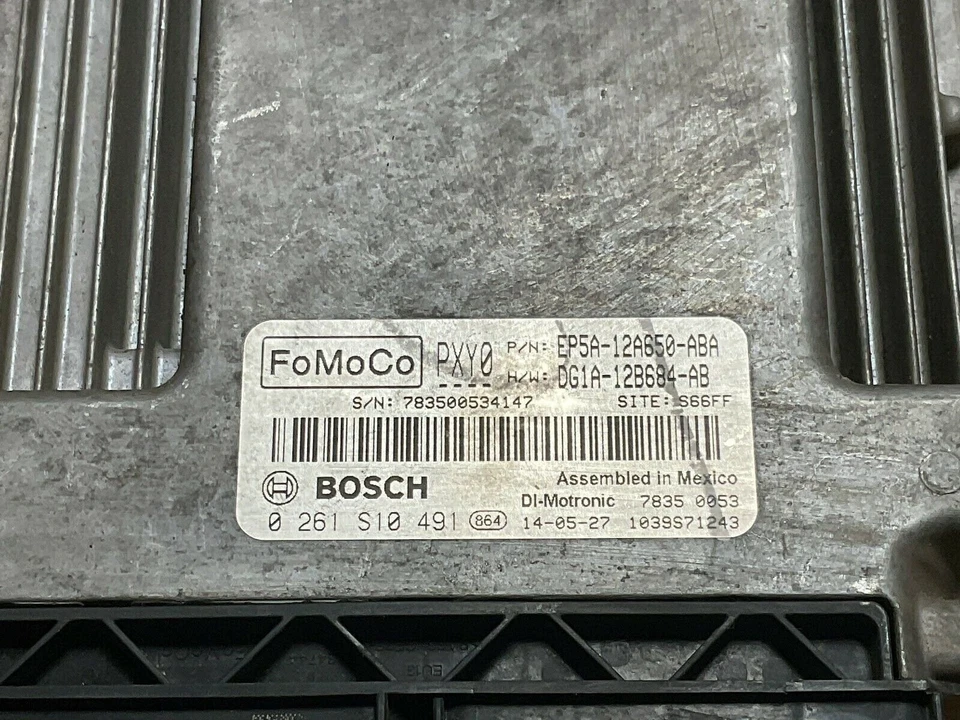 FoMoCo PXY0 P/N: EP5A-12A650-ABA
H/W: DG1A-12B684-AB
S/N: 783500534147 SITE: S66FF
BOSCH Assembled in Mexico
DI-Motronic 7835 0053
0 261 S10 491 864 14-05-27 1039S71243